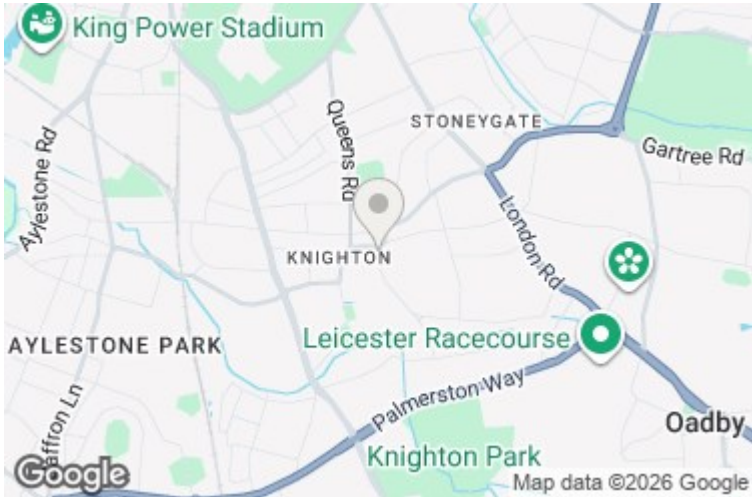 King Power Stadium
STONEYGATE
Queens Rd
Gartree Rd
Aylestone Rd
London Rd
KNIGHTON
Leicester Racecourse
AYLESTONE PARK
Palmerston Way
affron Ln
Oadby
Knighton Park
Google
Map data ©2026 Google